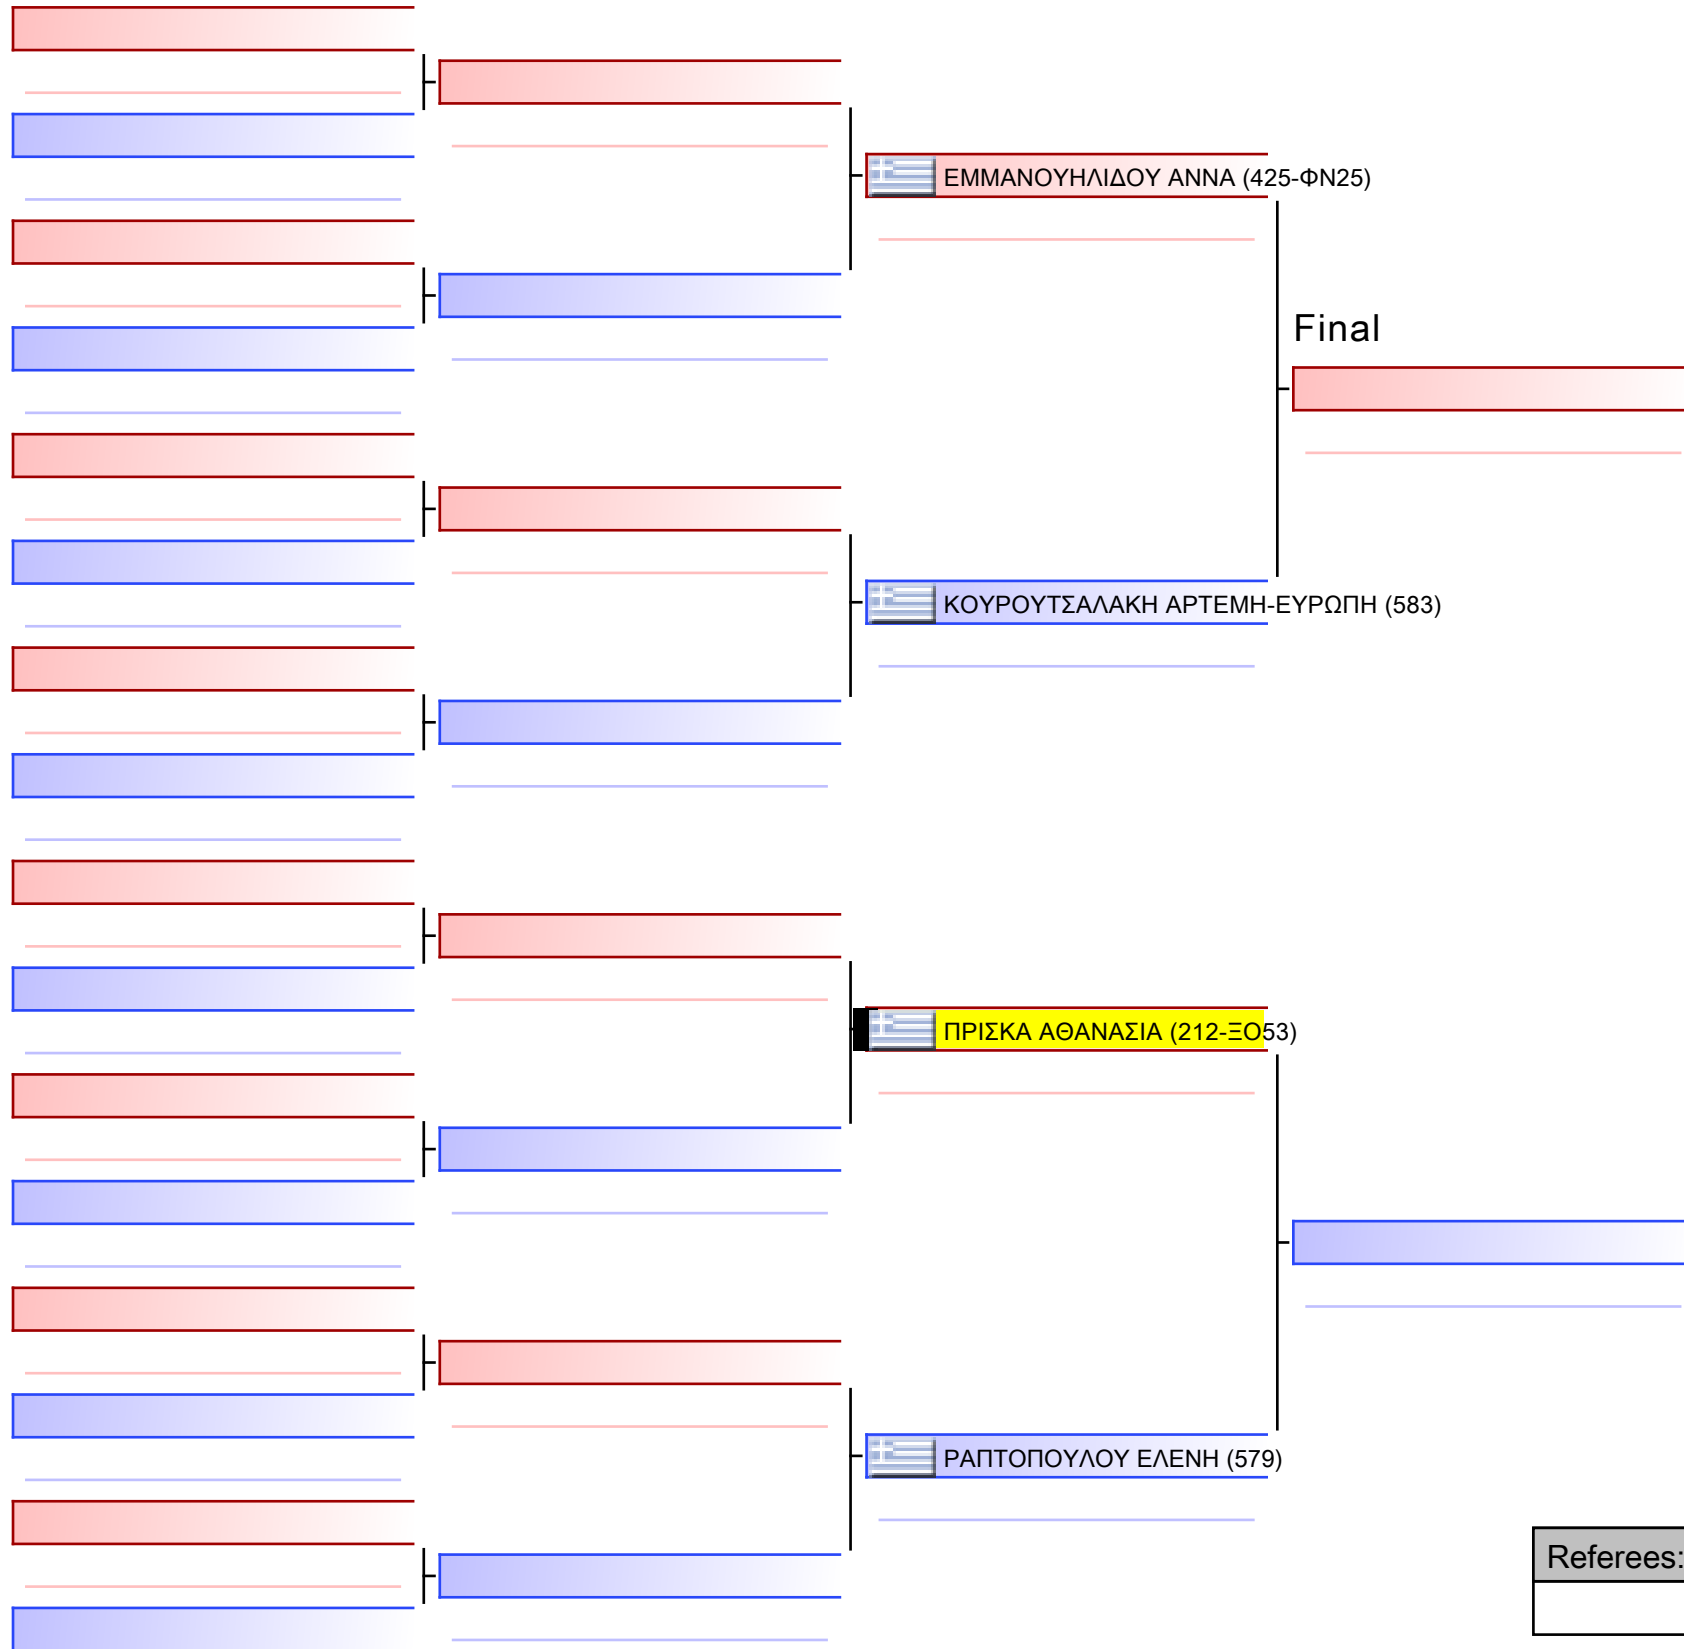 ΕΜΜΑΝΟΥΗΛΙΔΟΥ ΑΝΝΑ (425-ΦΝ25)
Final
ΚΟΥΡΟΥΤΣΑΛΑΚΗ ΑΡΤΕΜΗ-ΕΥΡΩΠΗ (583)
ΠΡΙΣΚΑ ΑΘΑΝΑΣΙΑ (212-ΞΟ53)
ΡΑΠΤΟΠΟΥΛΟΥ ΕΛΕΝΗ (579)
Referees: